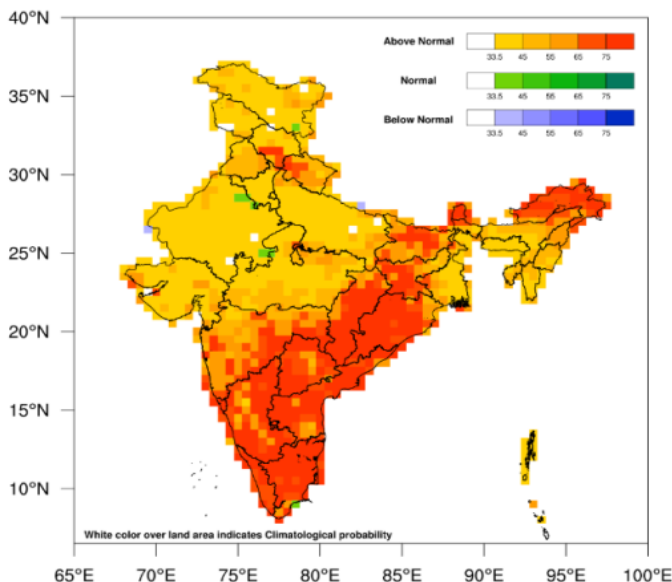 40°N
35°N
30°N
25°N
20°N
15°N
10°N
Above Normal
33.5 45 55 65 75
Normal
33.5 45 55 65 75
Below Normal
33.5 45 55 65 75
White color over land area indicates Climatological probability
65°E 70°E 75°E 80°E 85°E 90°E 95°E 100°E